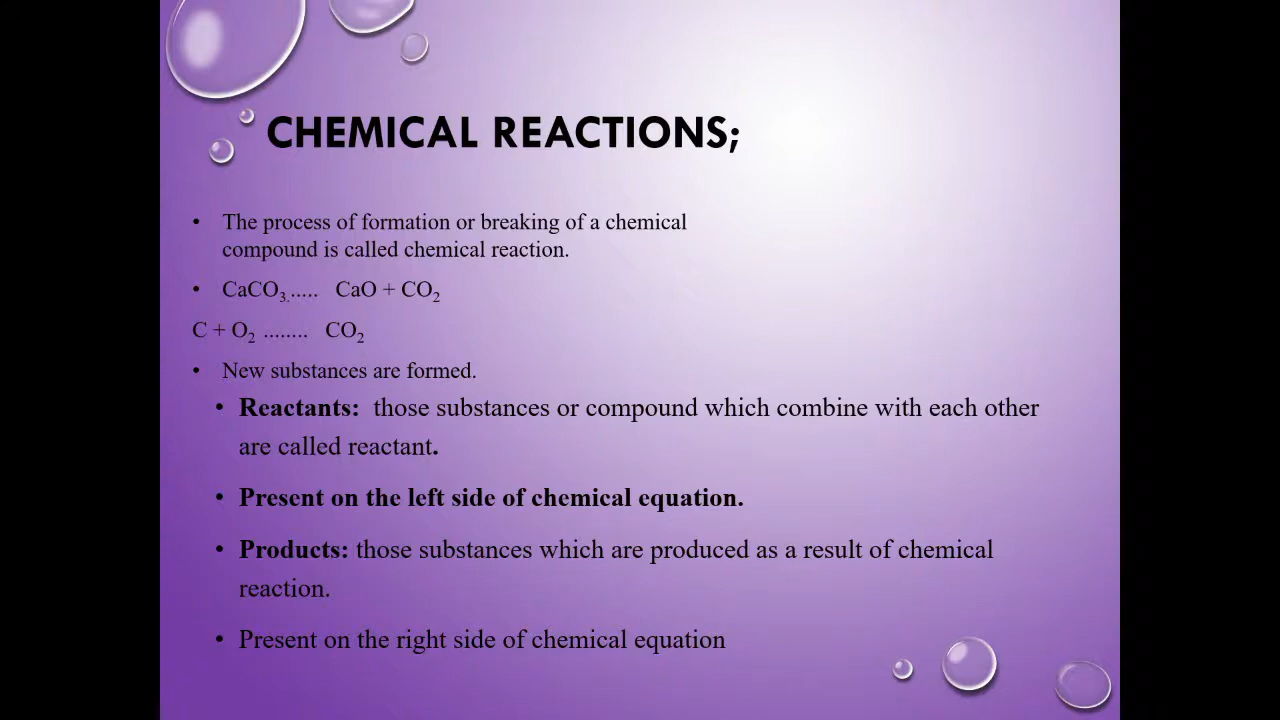 CHEMICAL REACTIONS;
• The process of formation or breaking of a chemical
compound is called chemical reaction.
• CaCO₃..... CaO + CO₂
C + O₂ ........ CO₂
• New substances are formed.
• Reactants: those substances or compound which combine with each other
are called reactant.
• Present on the left side of chemical equation.
• Products: those substances which are produced as a result of chemical
reaction.
• Present on the right side of chemical equation